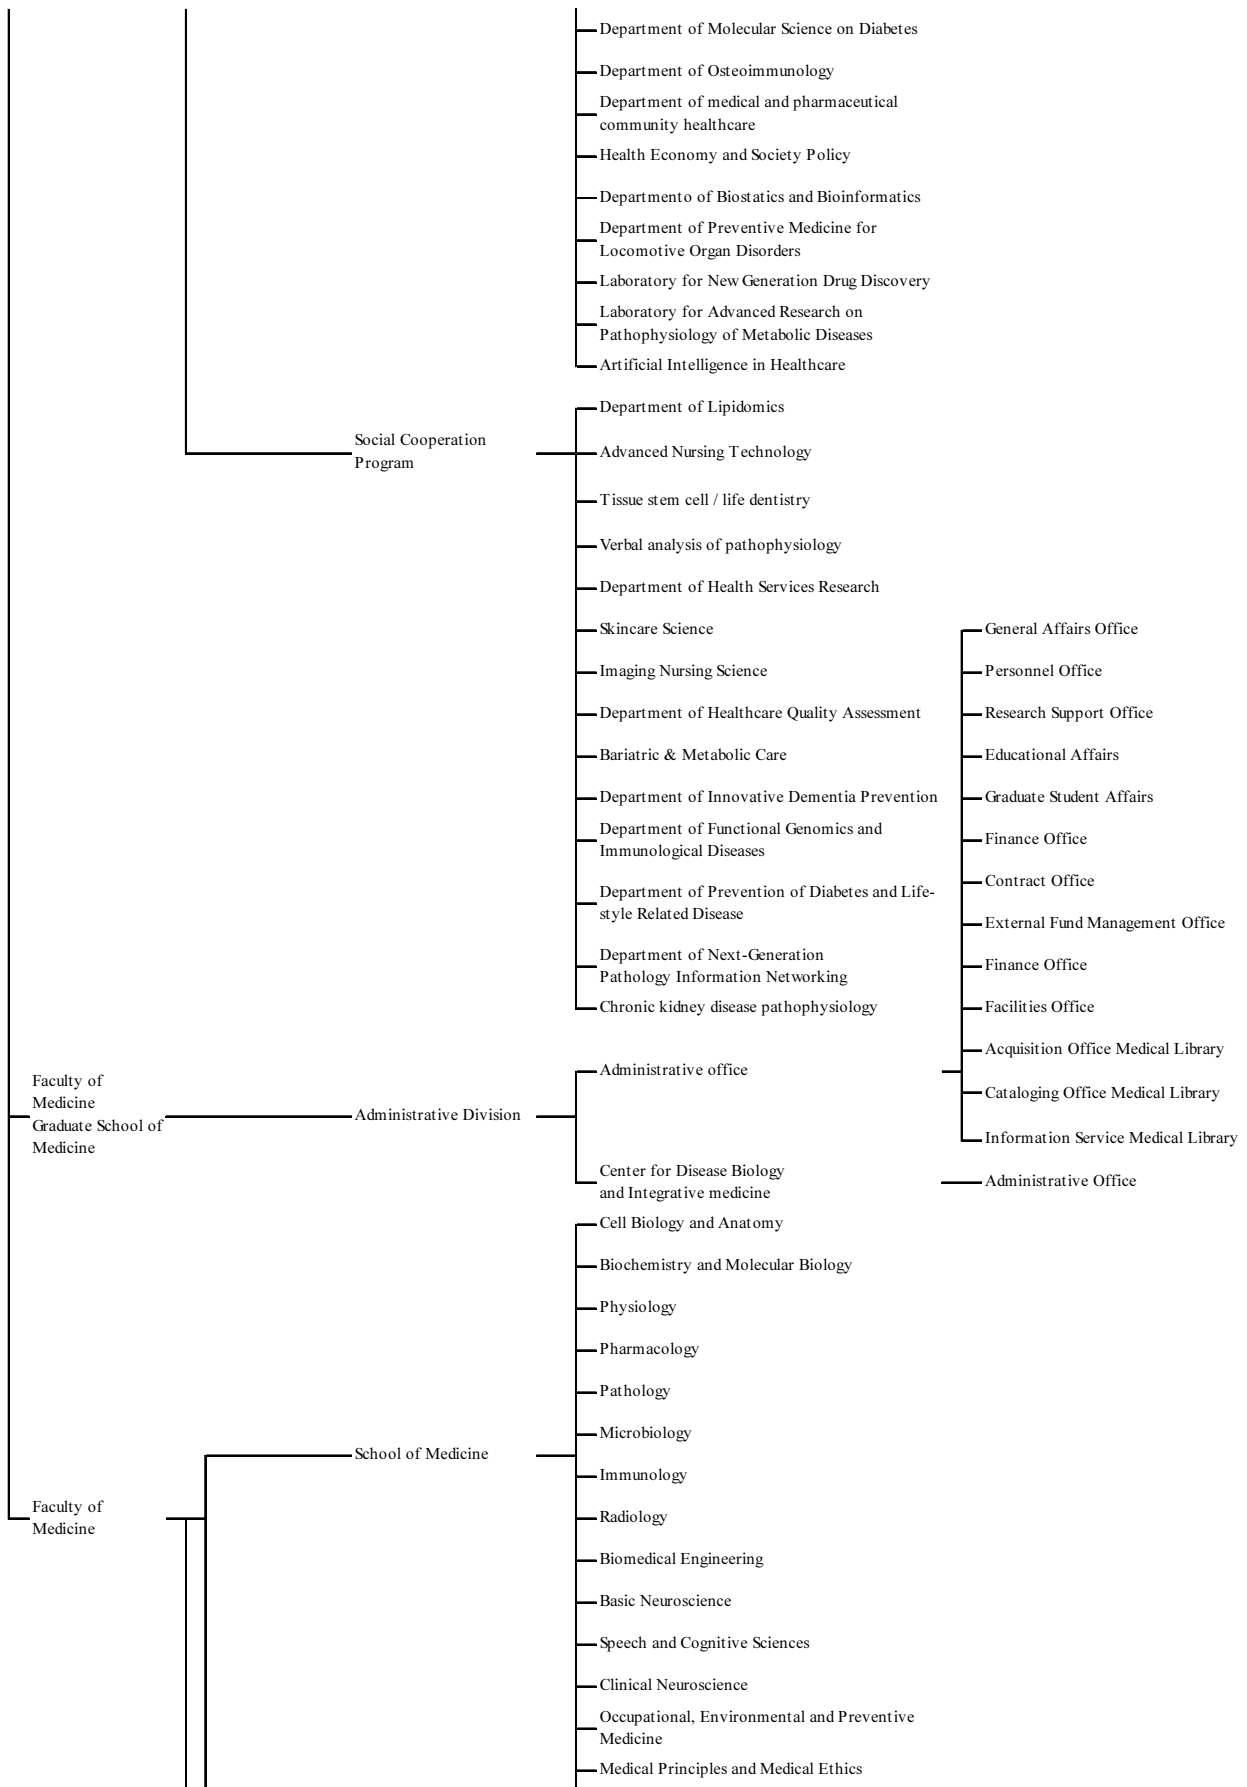 Department of Molecular Science on Diabetes
Department of Osteoimmunology
Department of medical and pharmaceutical
community healthcare
Health Economy and Society Policy
Departmento of Biostatics and Bioinformatics
Department of Preventive Medicine for
Locomotive Organ Disorders
Laboratory for New Generation Drug Discovery
Laboratory for Advanced Research on
Pathophysiology of Metabolic Diseases
Artificial Intelligence in Healthcare
Social Cooperation
Program
Department of Lipidomics
Advanced Nursing Technology
Tissue stem cell / life dentistry
Verbal analysis of pathophysiology
Department of Health Services Research
Skincare Science
Imaging Nursing Science
Department of Healthcare Quality Assessment
Bariatric & Metabolic Care
Department of Innovative Dementia Prevention
Department of Functional Genomics and
Immunological Diseases
Department of Prevention of Diabetes and Life-
style Related Disease
Department of Next-Generation
Pathology Information Networking
Chronic kidney disease pathophysiology
Faculty of
Medicine
Graduate School of
Medicine
Administrative Division
Administrative office
General Affairs Office
Personnel Office
Research Support Office
Educational Affairs
Graduate Student Affairs
Finance Office
Contract Office
External Fund Management Office
Finance Office
Facilities Office
Acquisition Office Medical Library
Cataloging Office Medical Library
Information Service Medical Library
Center for Disease Biology
and Integrative medicine
Administrative Office
Faculty of
Medicine
School of Medicine
Cell Biology and Anatomy
Biochemistry and Molecular Biology
Physiology
Pharmacology
Pathology
Microbiology
Immunology
Radiology
Biomedical Engineering
Basic Neuroscience
Speech and Cognitive Sciences
Clinical Neuroscience
Occupational, Environmental and Preventive
Medicine
Medical Principles and Medical Ethics